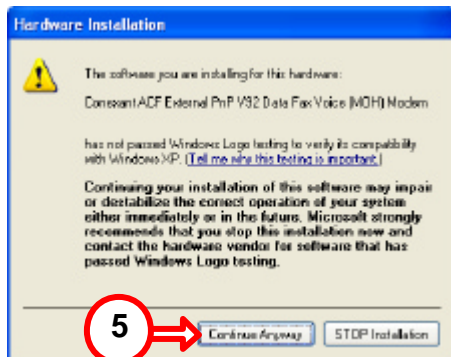 Hardware Installation
The software you are installing for this hardware:
Conexant ACF External PnP V92 Data Fax Voice (MOH) Modem
has not passed Windows Logo testing to verify its compatibility
with Windows XP. (Tell me why this testing is important.)
Continuing your installation of this software may impair
or destabilize the correct operation of your system
either immediately or in the future. Microsoft strongly
recommends that you stop this installation now and
contact the hardware vendor for software that has
passed Windows Logo testing.
5
Continue Anyway
STOP Installation